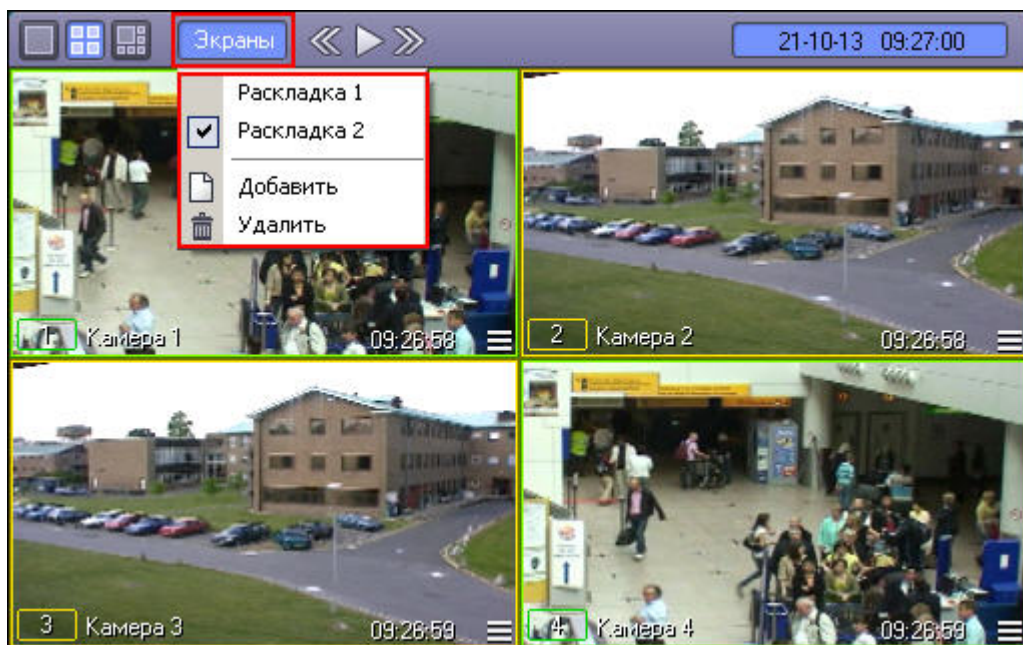 Экраны
21-10-13 09:27:00
Раскладка 1
Раскладка 2
Добавить
Удалить
1 Камера 1 09:26:58
2 Камера 2 09:26:58
3 Камера 3 09:26:59
4 Камера 4 09:26:59